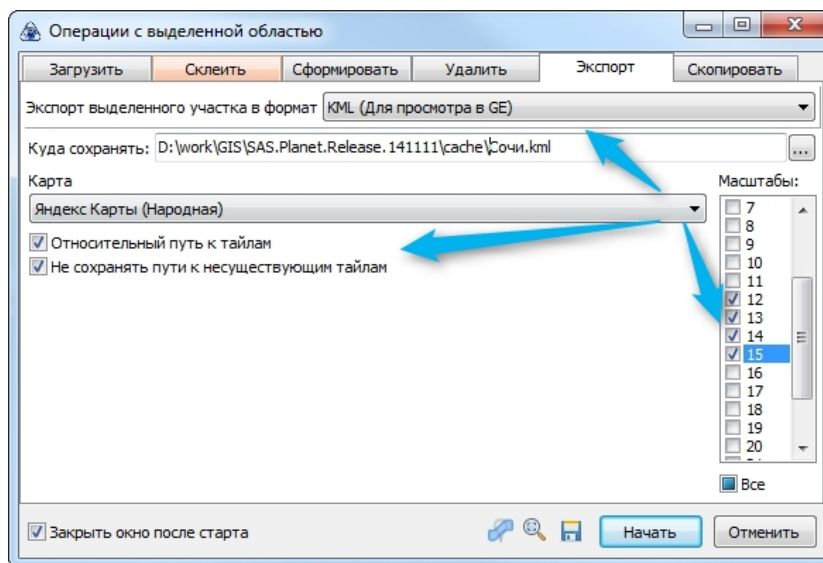 Операции с выделенной областью
Загрузить Склеить Сформировать Удалить Экспорт Скопировать
Экспорт выделенного участка в формат KML (Для просмотра в GE)
Куда сохранять: D:\work\GIS\SAS.Planet.Release.141111\cache\Сочи.kml ...
Карта Масштабы:
Яндекс Карты (Народная)
Относительный путь к тайлам
Не сохранять пути к несуществующим тайлам
7
8
9
10
11
12
13
14
15
16
17
18
19
20
Все
Закрыть окно после старта Начать Отменить